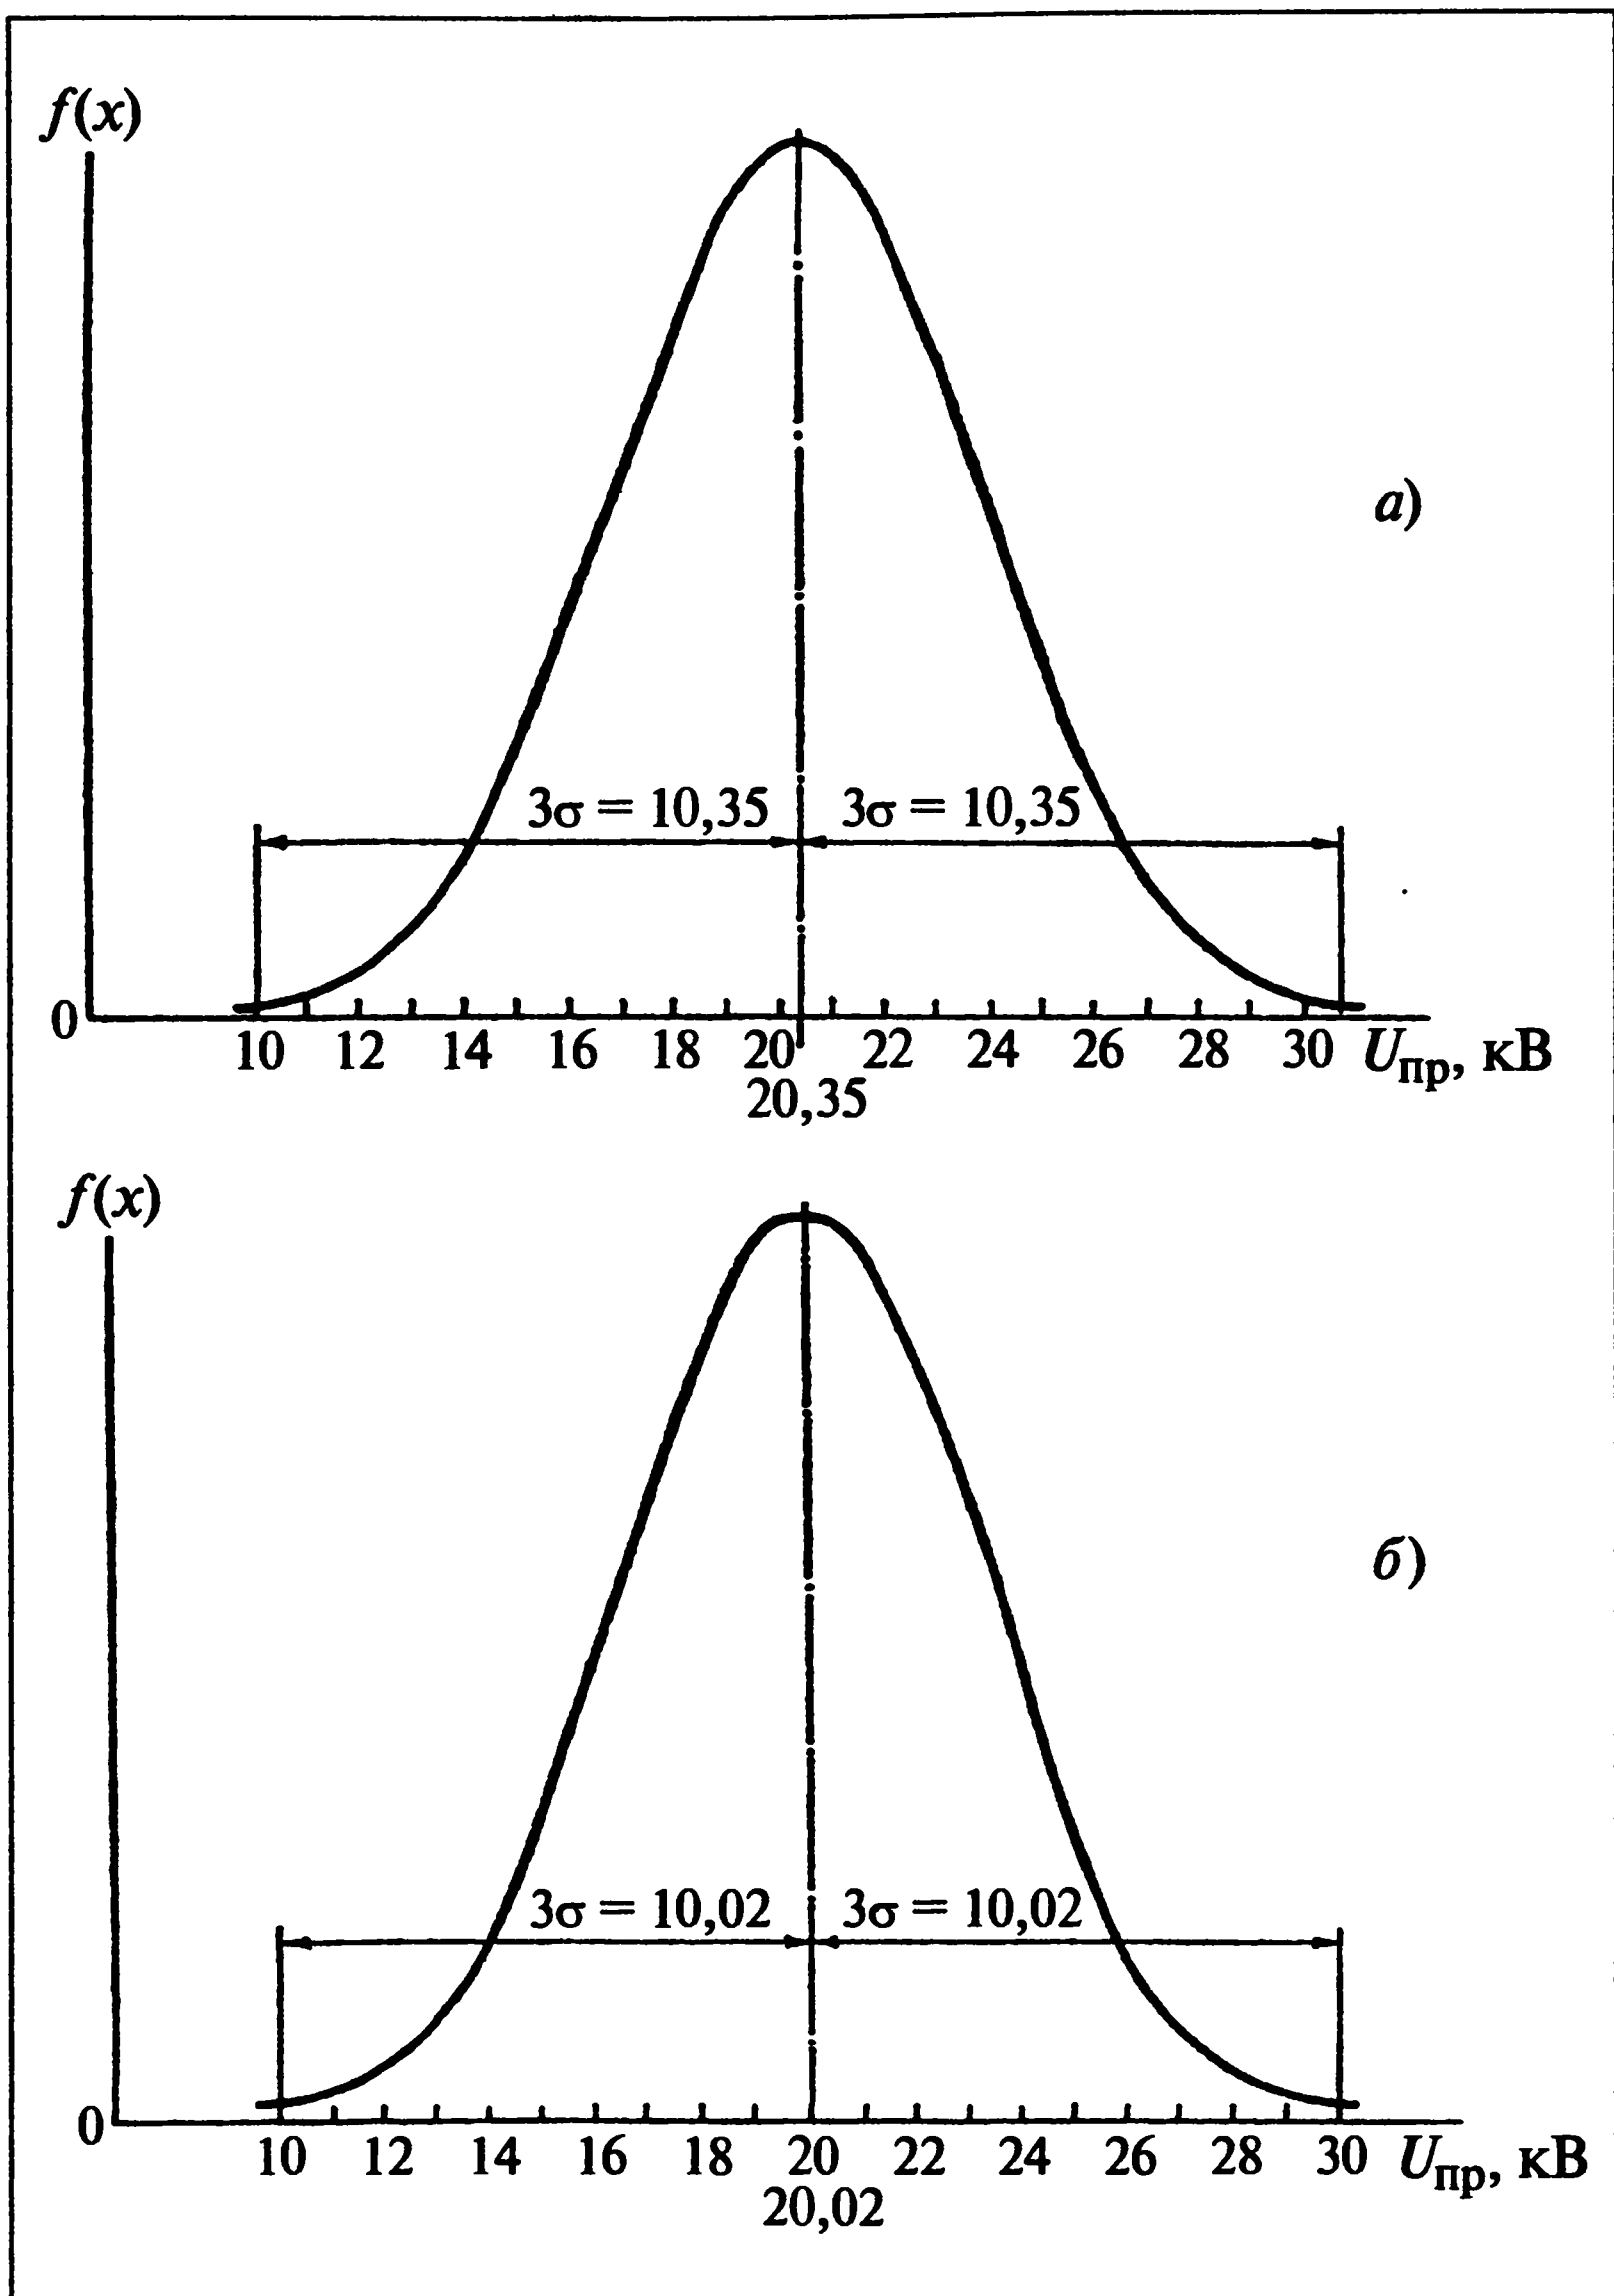 f(x)
а)
3σ = 10,35 3σ = 10,35
0
10 12 14 16 18 20 22 24 26 28 30 Uпр, кВ
20,35
f(x)
б)
3σ = 10,02 3σ = 10,02
0
10 12 14 16 18 20 22 24 26 28 30 Uпр, кВ
20,02